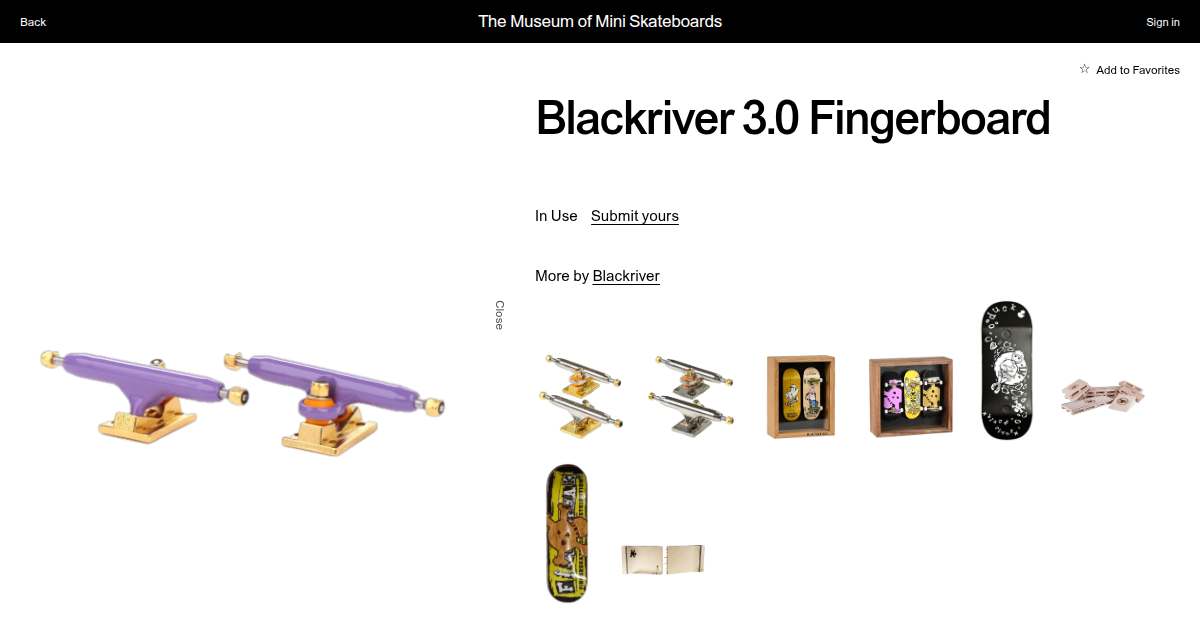 Back
The Museum of Mini Skateboards
Sign in
☆ Add to Favorites
Blackriver 3.0 Fingerboard
In Use Submit yours
More by Blackriver
Close